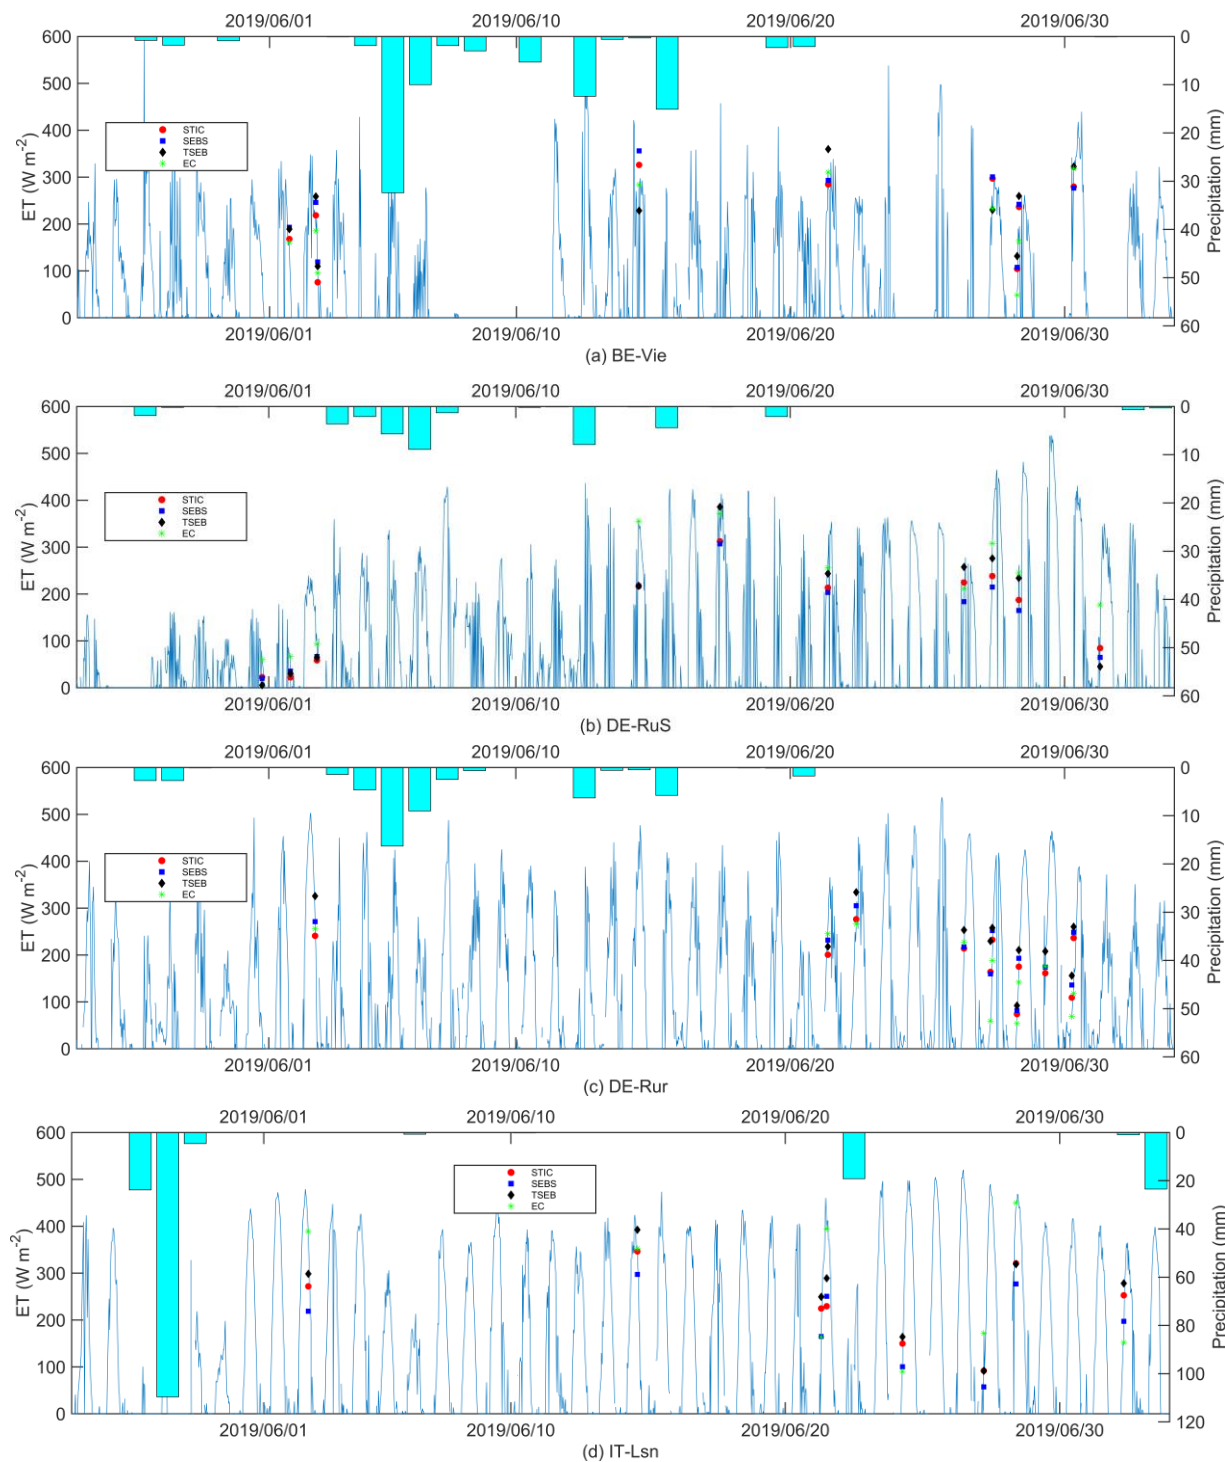 2019/06/01 2019/06/10 2019/06/20 2019/06/30
600 0
500 10
400 20
300 30
200 40
100 50
0 60
ET (W m-2)
Precipitation (mm)
STIC
SEBS
TSEB
EC
2019/06/01 2019/06/10 2019/06/20 2019/06/30
(a) BE-Vie
2019/06/01 2019/06/10 2019/06/20 2019/06/30
600 0
500 10
400 20
300 30
200 40
100 50
0 60
ET (W m-2)
Precipitation (mm)
STIC
SEBS
TSEB
EC
2019/06/01 2019/06/10 2019/06/20 2019/06/30
(b) DE-RuS
2019/06/01 2019/06/10 2019/06/20 2019/06/30
600 0
500 10
400 20
300 30
200 40
100 50
0 60
ET (W m-2)
Precipitation (mm)
STIC
SEBS
TSEB
EC
2019/06/01 2019/06/10 2019/06/20 2019/06/30
(c) DE-Rur
2019/06/01 2019/06/10 2019/06/20 2019/06/30
600 0
500 20
400 40
300 60
200 80
100 100
0 120
ET (W m-2)
Precipitation (mm)
STIC
SEBS
TSEB
EC
2019/06/01 2019/06/10 2019/06/20 2019/06/30
(d) IT-Lsn